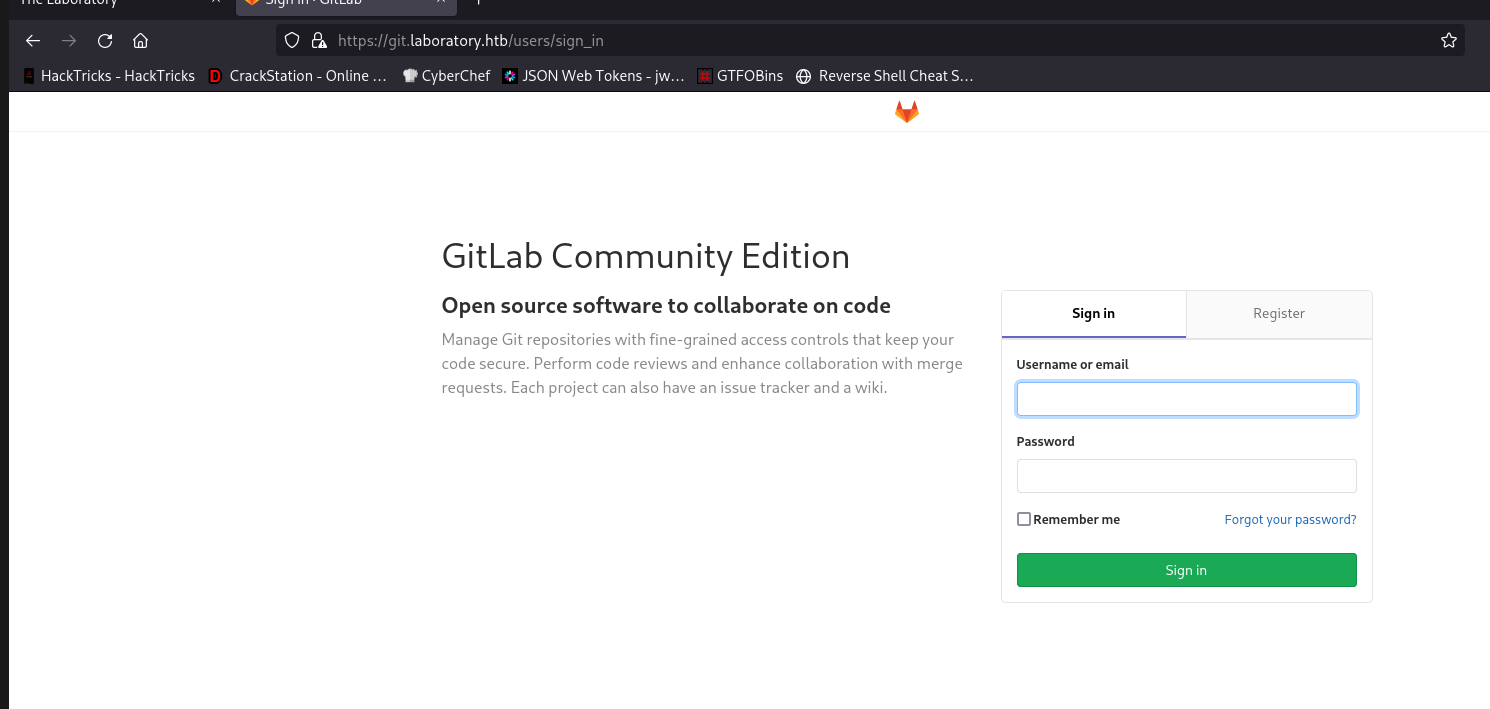 The Laboratory
Sign in · GitLab
https://git.laboratory.htb/users/sign_in
HackTricks - HackTricks
CrackStation - Online ...
CyberChef
JSON Web Tokens - jw...
GTFOBins
Reverse Shell Cheat S...
GitLab Community Edition
Open source software to collaborate on code
Manage Git repositories with fine-grained access controls that keep your
code secure. Perform code reviews and enhance collaboration with merge
requests. Each project can also have an issue tracker and a wiki.
Sign in
Register
Username or email
Password
Remember me
Forgot your password?
Sign in